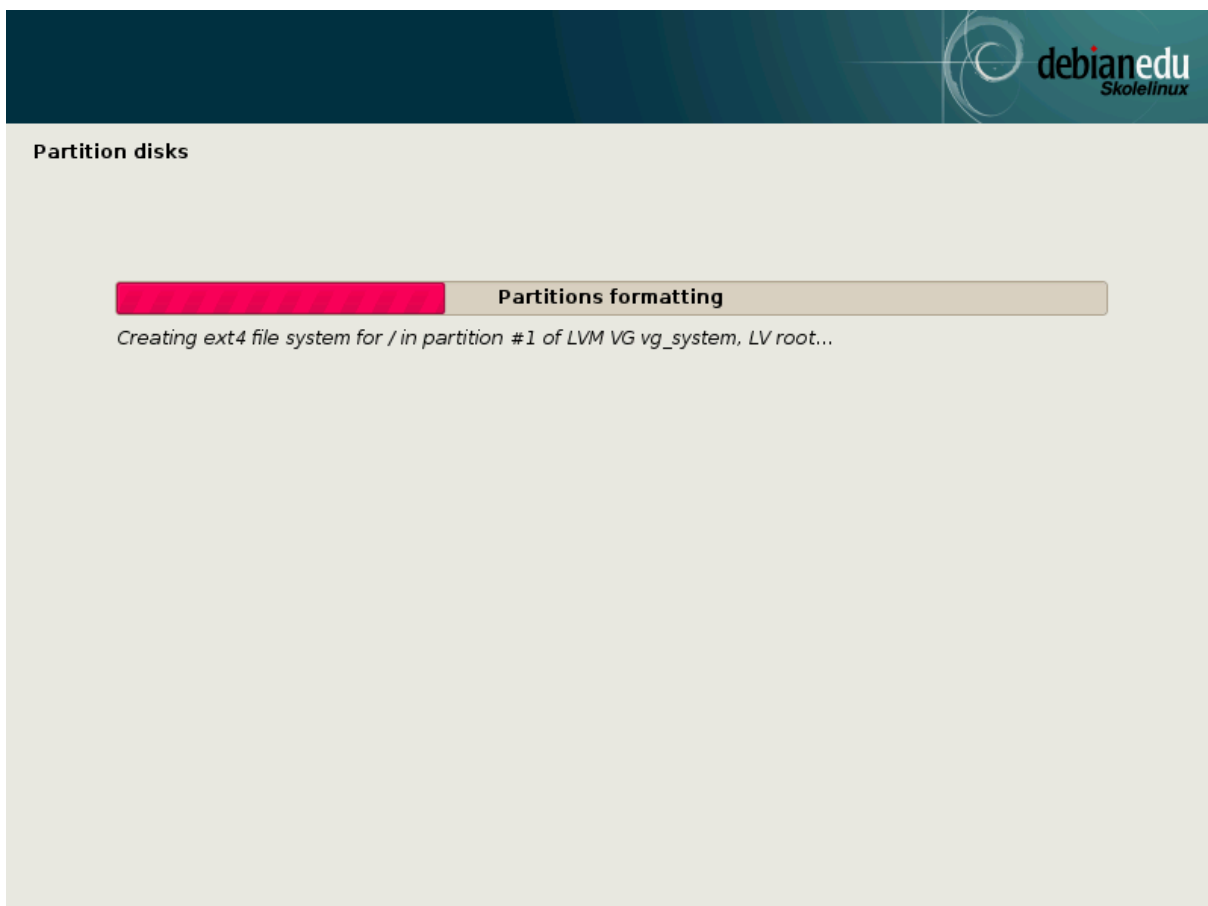 debianedu
Skolelinux
Partition disks
Partitions formatting
Creating ext4 file system for / in partition #1 of LVM VG vg_system, LV root...